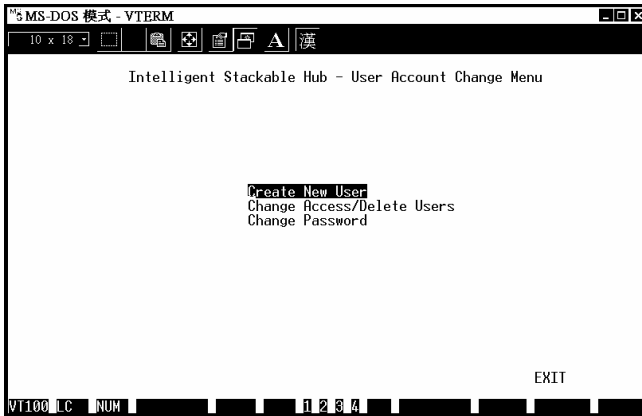 MS-DOS 模式 - VTERM
10 x 18 A 漢
Intelligent Stackable Hub - User Account Change Menu
Create New User
Change Access/Delete Users
Change Password
EXIT
VT100 LC NUM 1 2 3 4